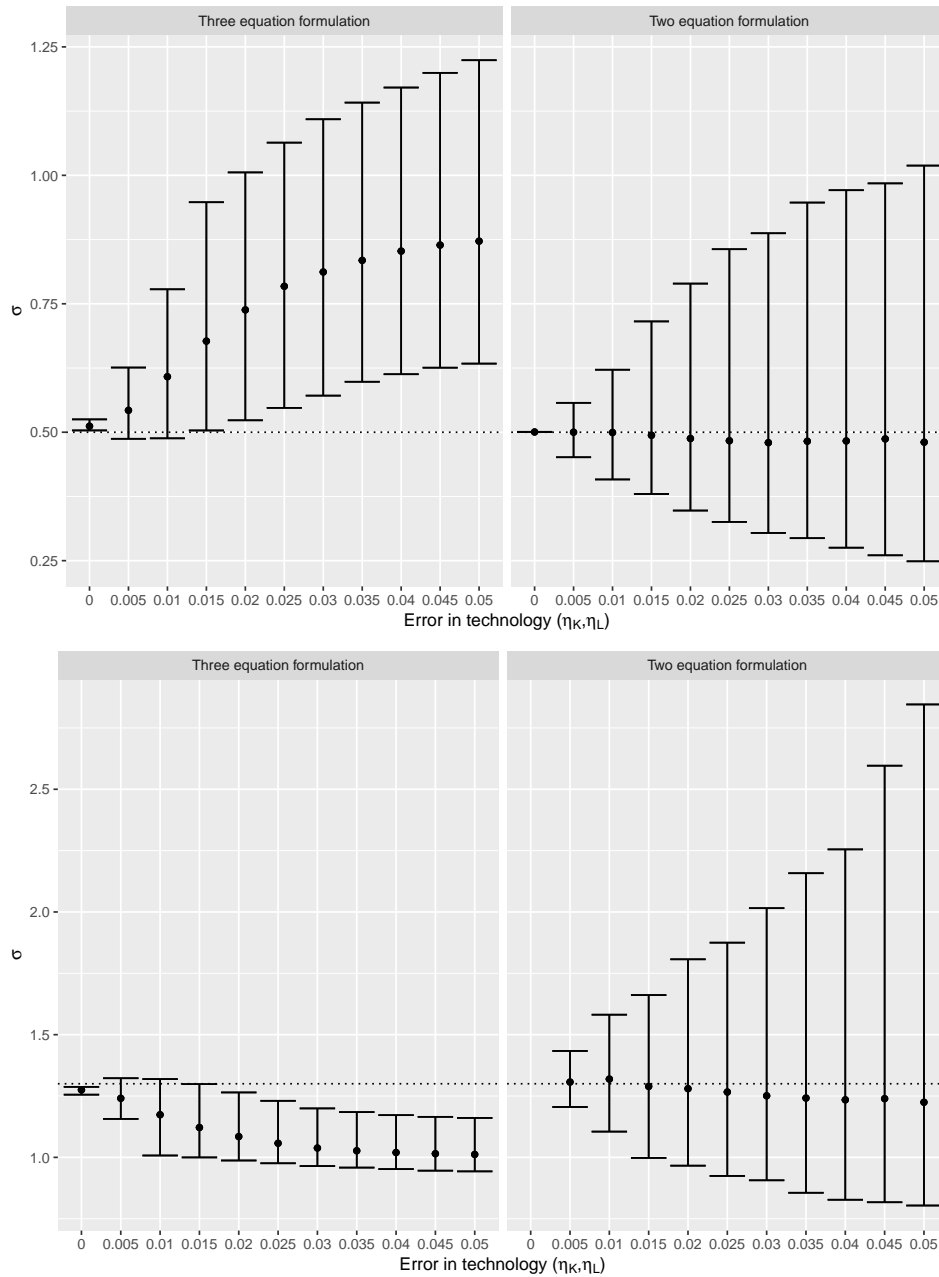 Three equation formulation Two equation formulation
1.25
1.00
0.75
0.50
0.25
σ
0 0.005 0.01 0.015 0.02 0.025 0.03 0.035 0.04 0.045 0.05 0 0.005 0.01 0.015 0.02 0.025 0.03 0.035 0.04 0.045 0.05
Error in technology (ηK,ηL)
Three equation formulation Two equation formulation
2.5
2.0
1.5
1.0
σ
0 0.005 0.01 0.015 0.02 0.025 0.03 0.035 0.04 0.045 0.05 0 0.005 0.01 0.015 0.02 0.025 0.03 0.035 0.04 0.045 0.05
Error in technology (ηK,ηL)